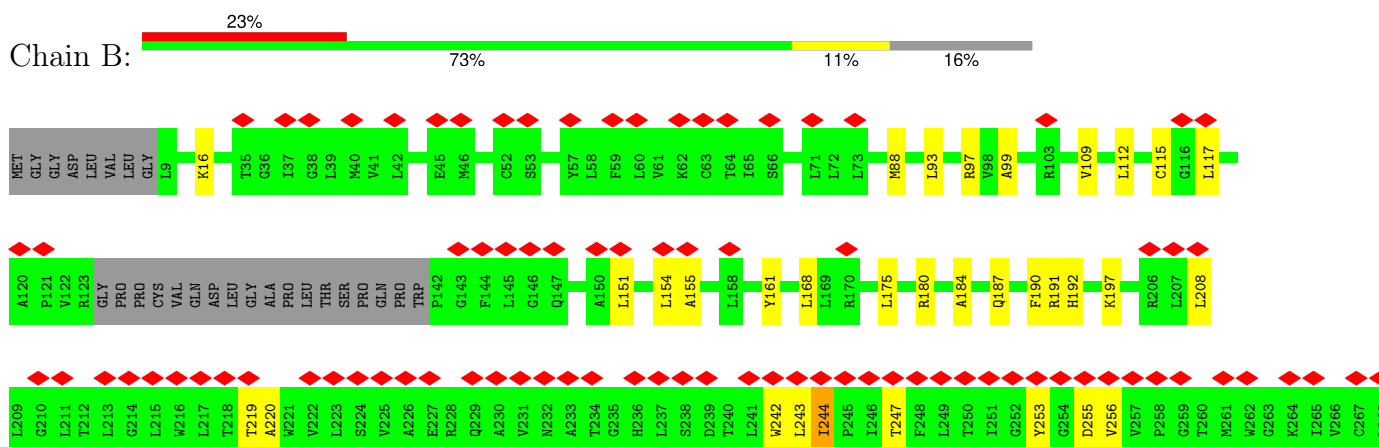 23%
Chain B:
73% 11% 16%
MET GLY GLY ASP LEU VAL LEU GLY L9 K16 T35 G36 I37 G38 L39 M40 V41 L42 E45 M46 C52 S53 Y57 L58 F59 L60 V61 K62 C63 T64 I65 S66 L71 L72 L73 M88 L93 R97 V98 A99 R103 V109 L112 C115 G116 L117
A120 P121 V122 R123 GLY PRO PRO CYS VAL GLN ASP LEU GLY ALA PRO LEU THR SER PRO GLN PRO TRP P142 G143 F144 L145 G146 Q147 A150 L151 L154 A155 L158 Y161 L168 L169 R170 L175 R180 A184 Q187 F190 R191 H192 K197 R206 L207 L208
L209 G210 L211 T212 L213 G214 L215 W216 L217 T218 T219 A220 W221 V222 L223 S224 V225 A226 E227 R228 Q229 A230 V231 N232 A233 T234 G235 H236 L237 S238 D239 T240 L241 W242 L243 I244 P245 I246 T247 F248 L249 T250 I251 G252 Y253 G254 D255 V256 V257 P258 G259 T260 M261 W262 G263 K264 I265 V266 C267